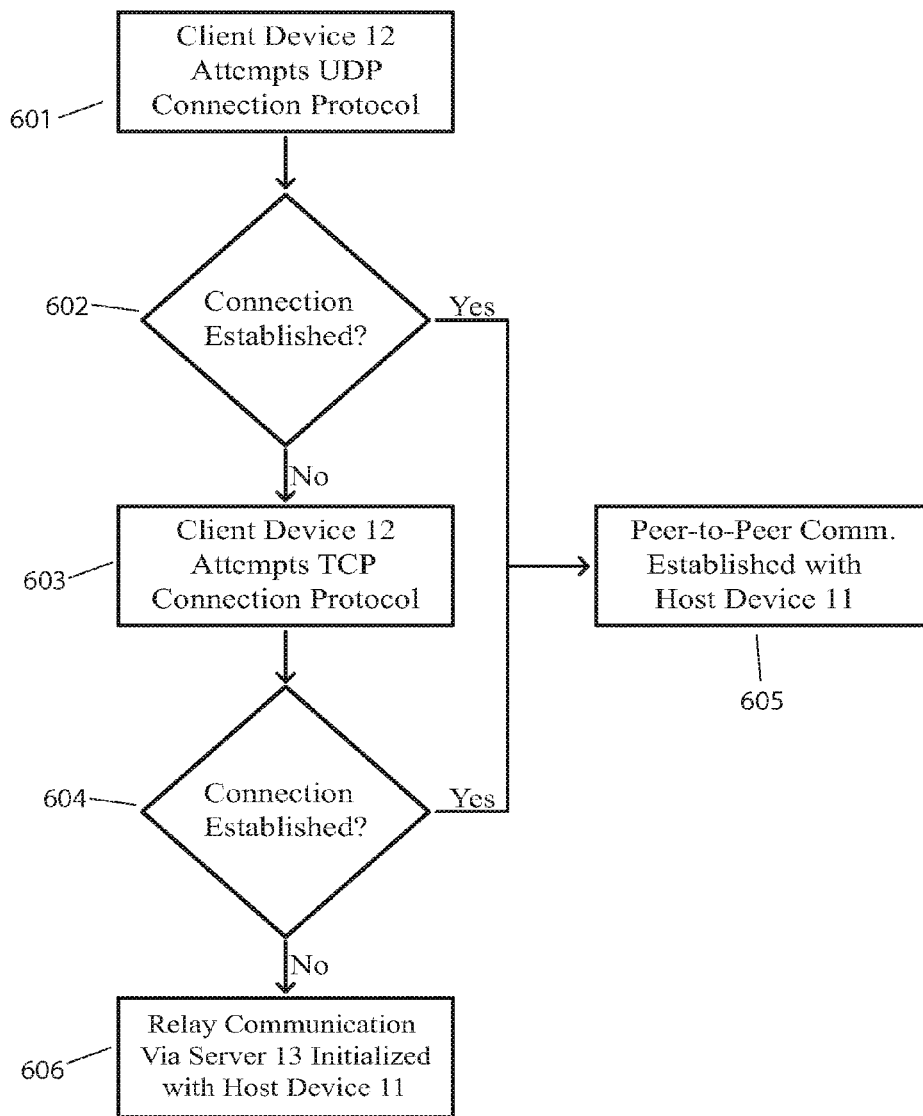 Client Device 12
Attempts UDP
Connection Protocol
601
602
Connection
Established?
Yes
No
Client Device 12
Attempts TCP
Connection Protocol
603
Peer-to-Peer Comm.
Established with
Host Device 11
605
604
Connection
Established?
Yes
No
Relay Communication
Via Server 13 Initialized
with Host Device 11
606